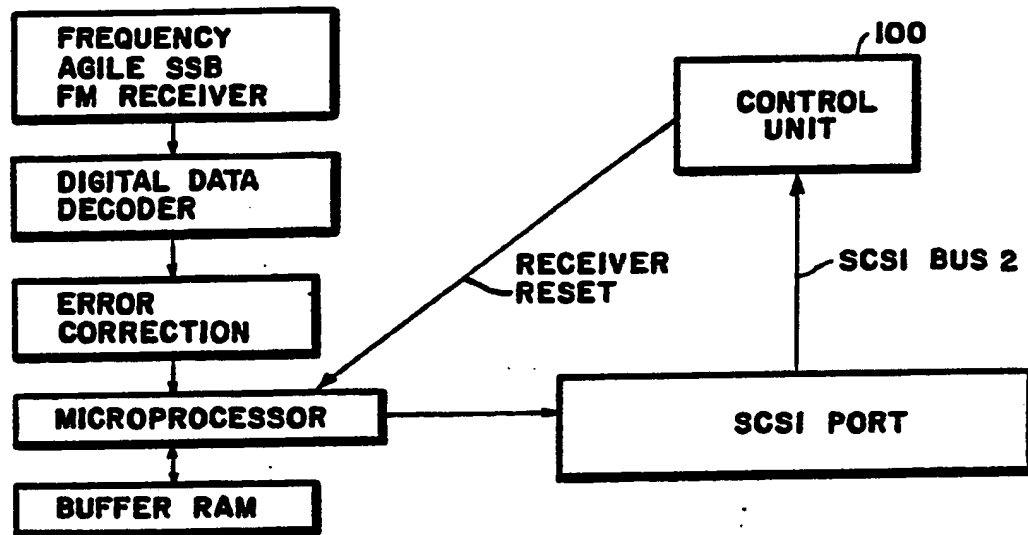 FREQUENCY
AGILE SSB
FM RECEIVER
DIGITAL DATA
DECODER
ERROR
CORRECTION
MICROPROCESSOR
BUFFER RAM
100
CONTROL
UNIT
RECEIVER
RESET
SCSI BUS 2
SCSI PORT